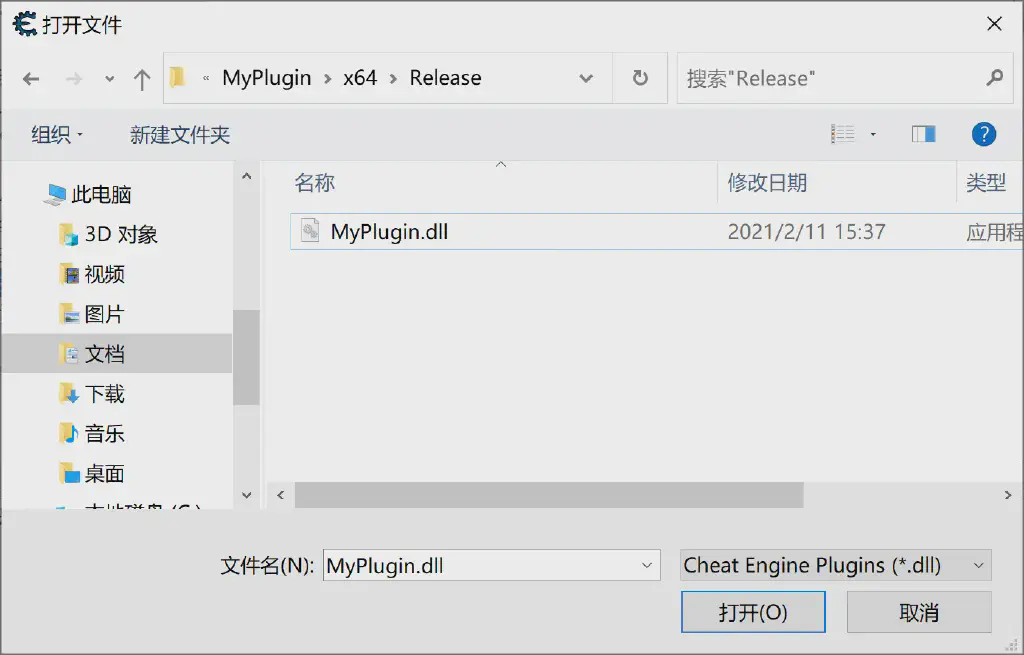 打开文件
« MyPlugin › x64 › Release
搜索"Release"
组织
新建文件夹
名称 修改日期 类型
MyPlugin.dll 2021/2/11 15:37 应用程
此电脑
3D 对象
视频
图片
文档
下载
音乐
桌面
文件名(N): MyPlugin.dll
Cheat Engine Plugins (*.dll)
打开(O) 取消